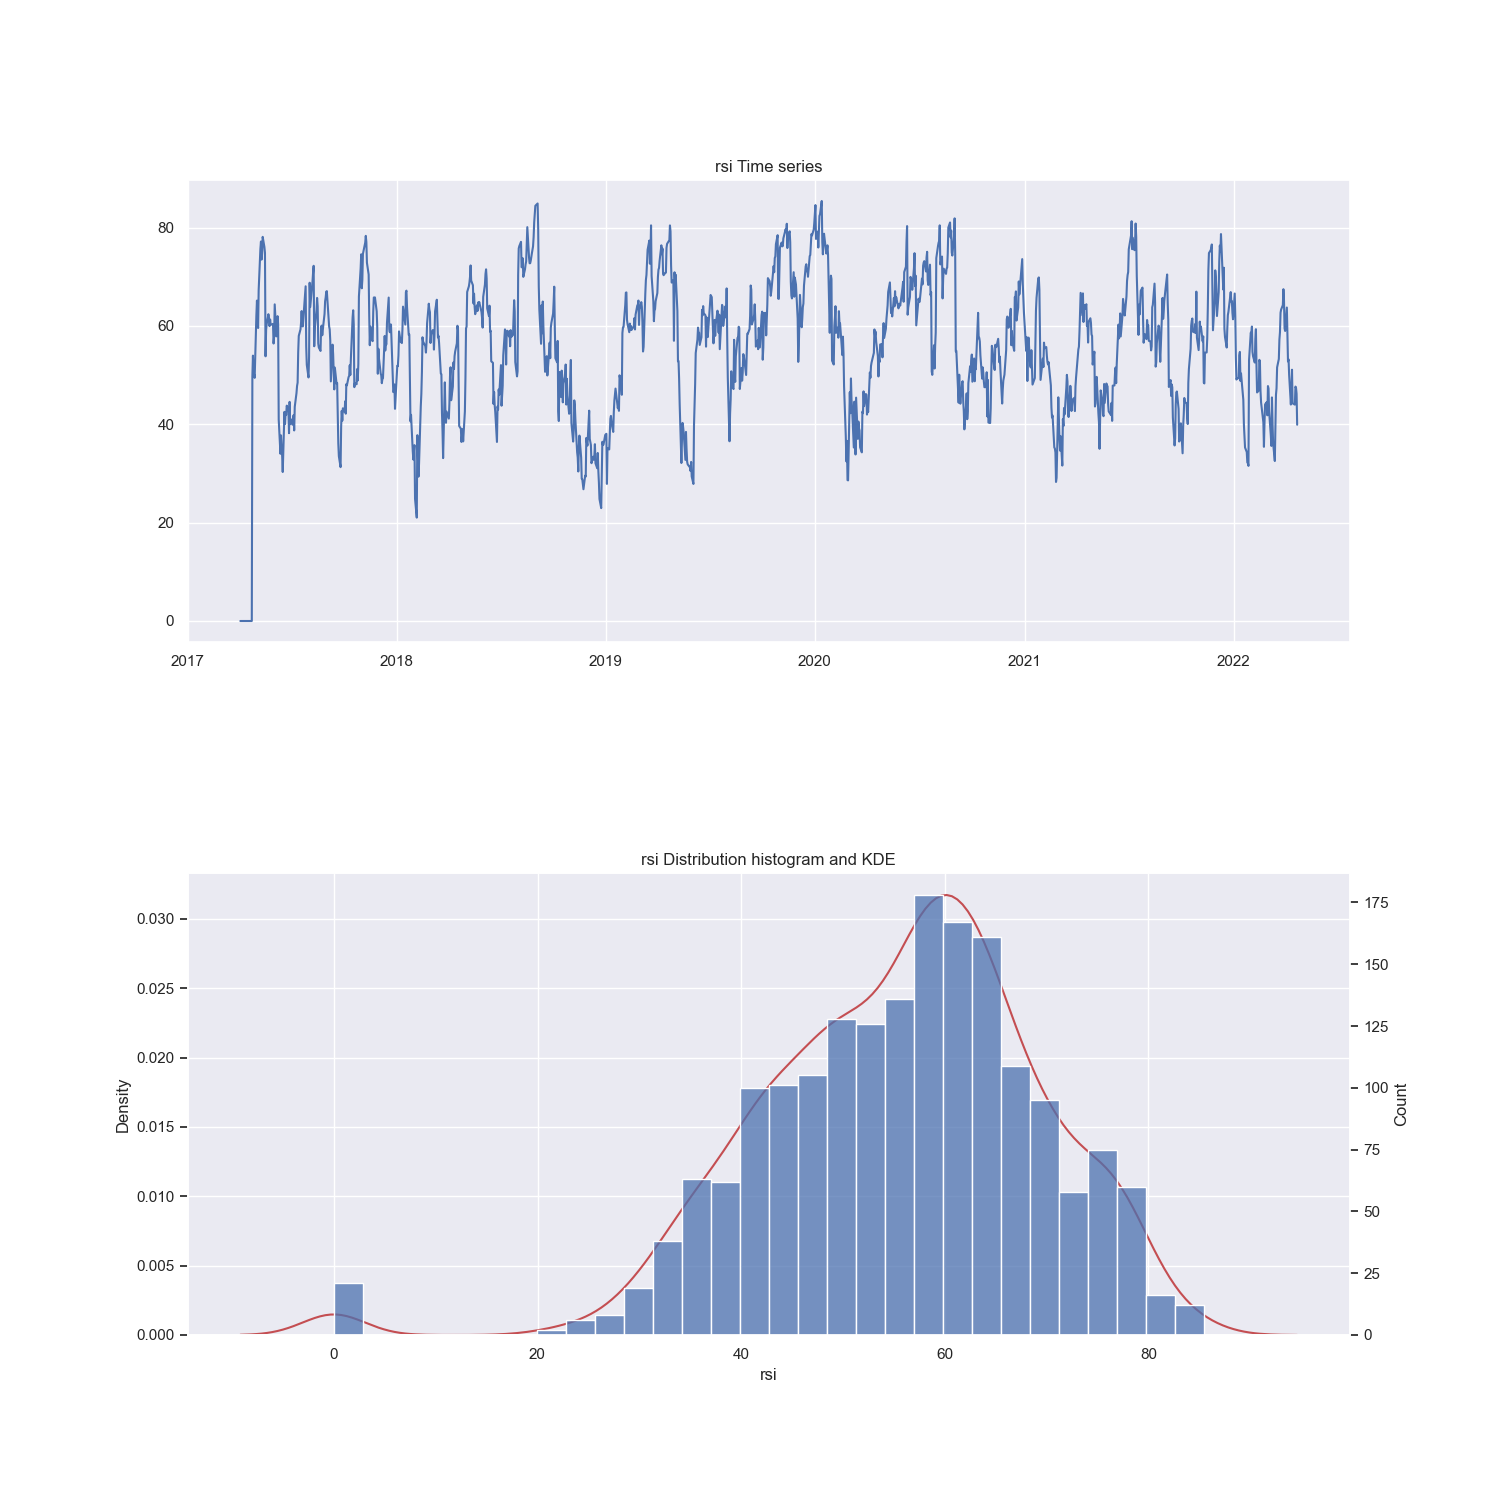 rsi Time series
80
60
40
20
0
2017 2018 2019 2020 2021 2022
rsi Distribution histogram and KDE
0.030
0.025
0.020
0.015
0.010
0.005
0.000
Density
175
150
125
100
75
50
25
0
Count
0 20 40 60 80
rsi